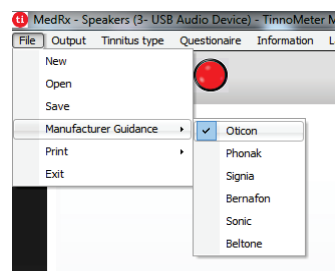 ti MedRx - Speakers (3- USB Audio Device) - TinnoMeter M
File Output Tinnitus type Questionaire Information L
New
Open
Save
Manufacturer Guidance
Print
Exit
Oticon
Phonak
Signia
Bernafon
Sonic
Beltone